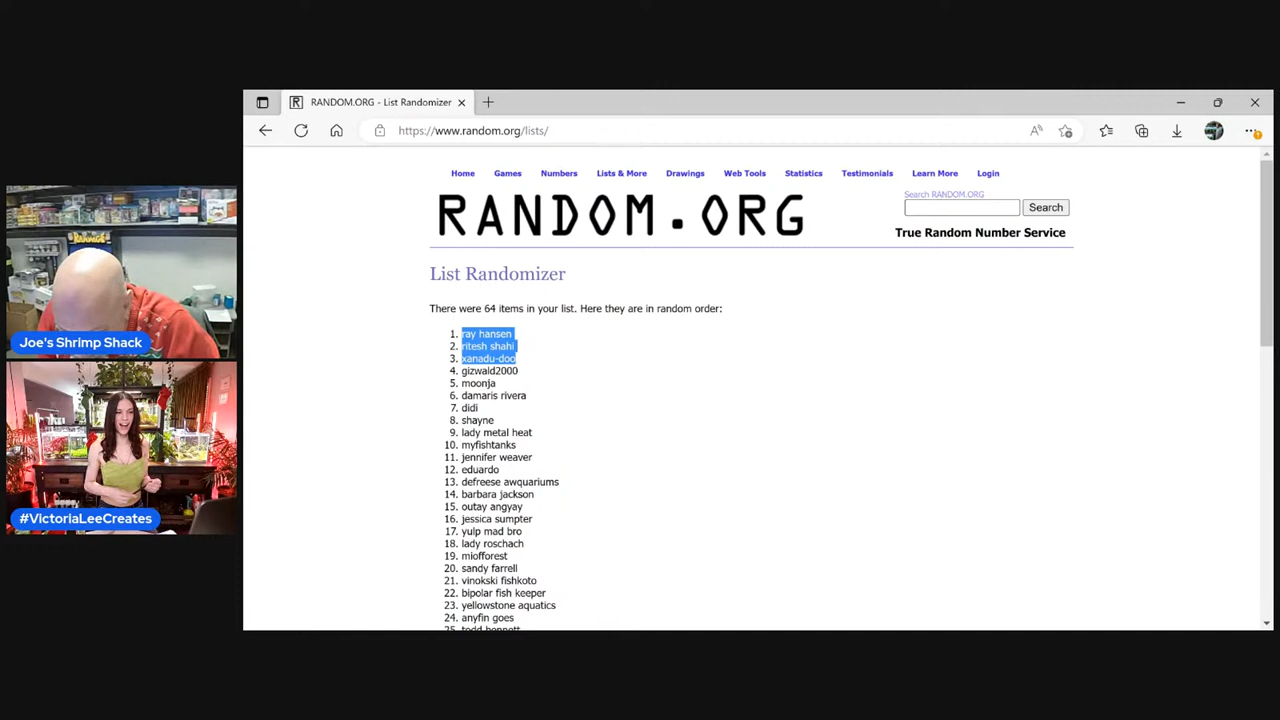 RANDOM.ORG - List Randomizer
https://www.random.org/lists/
Home Games Numbers Lists & More Drawings Web Tools Statistics Testimonials Learn More Login
Search RANDOM.ORG
Search
RANDOM.ORG
True Random Number Service
List Randomizer
There were 64 items in your list. Here they are in random order:
1. ray hansen
2. ritesh shahi
3. xanadu-doo
4. gizwald2000
5. moonja
6. damaris rivera
7. didi
8. shayne
9. lady metal heat
10. myfishtanks
11. jennifer weaver
12. eduardo
13. defreese awquariums
14. barbara jackson
15. outay angyay
16. jessica sumpter
17. yulp mad bro
18. lady roschach
19. miofforest
20. sandy farrell
21. vinokski fishkoto
22. bipolar fish keeper
23. yellowstone aquatics
24. anyfin goes
25. todd bennett
Joe's Shrimp Shack
#VictoriaLeeCreates